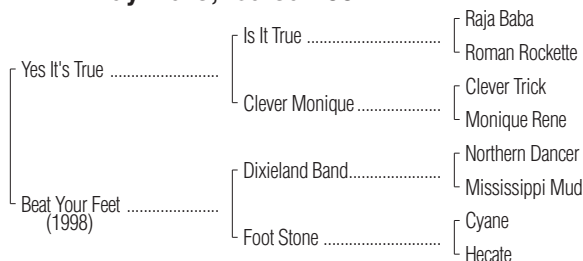 Raja Baba
Is It True
Roman Rockette
Yes It's True
Clever Trick
Clever Monique
Monique Rene
Northern Dancer
Dixieland Band
Mississippi Mud
Beat Your Feet
(1998)
Cyane
Foot Stone
Hecate